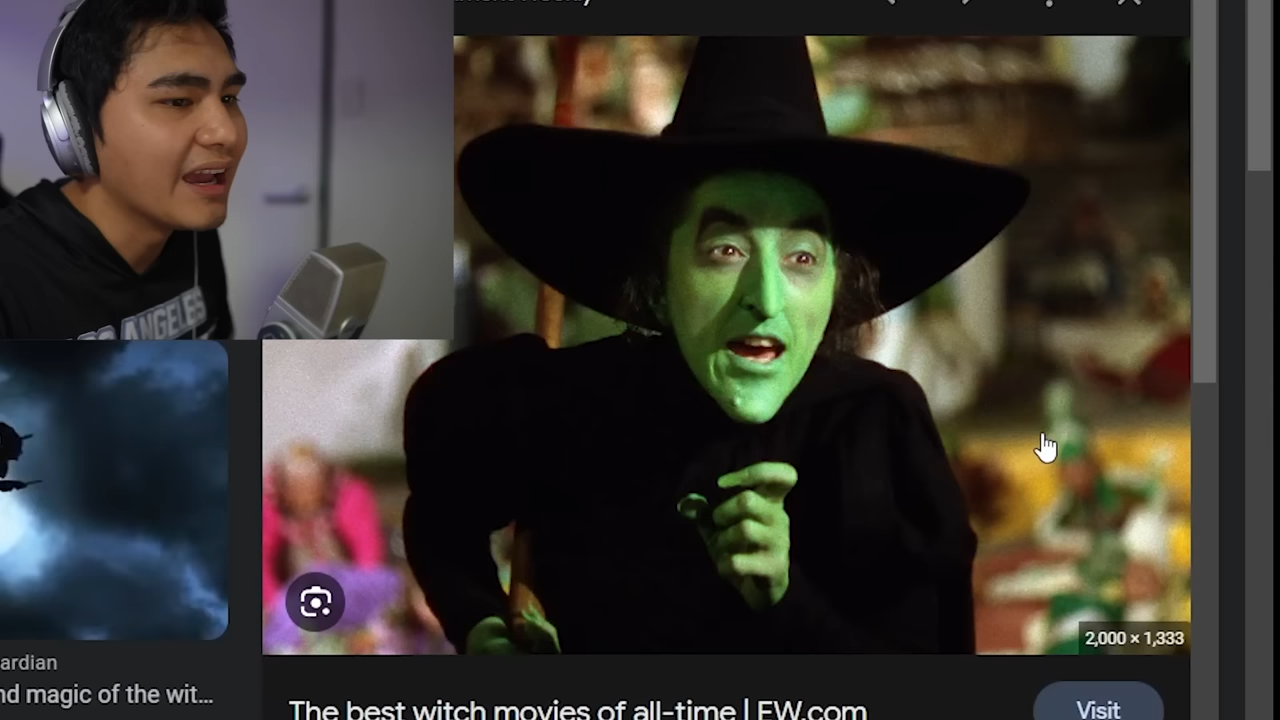 OS ANGELES
2,000 × 1,333
ardian
nd magic of the wit...
The best witch movies of all-time | EW.com
Visit